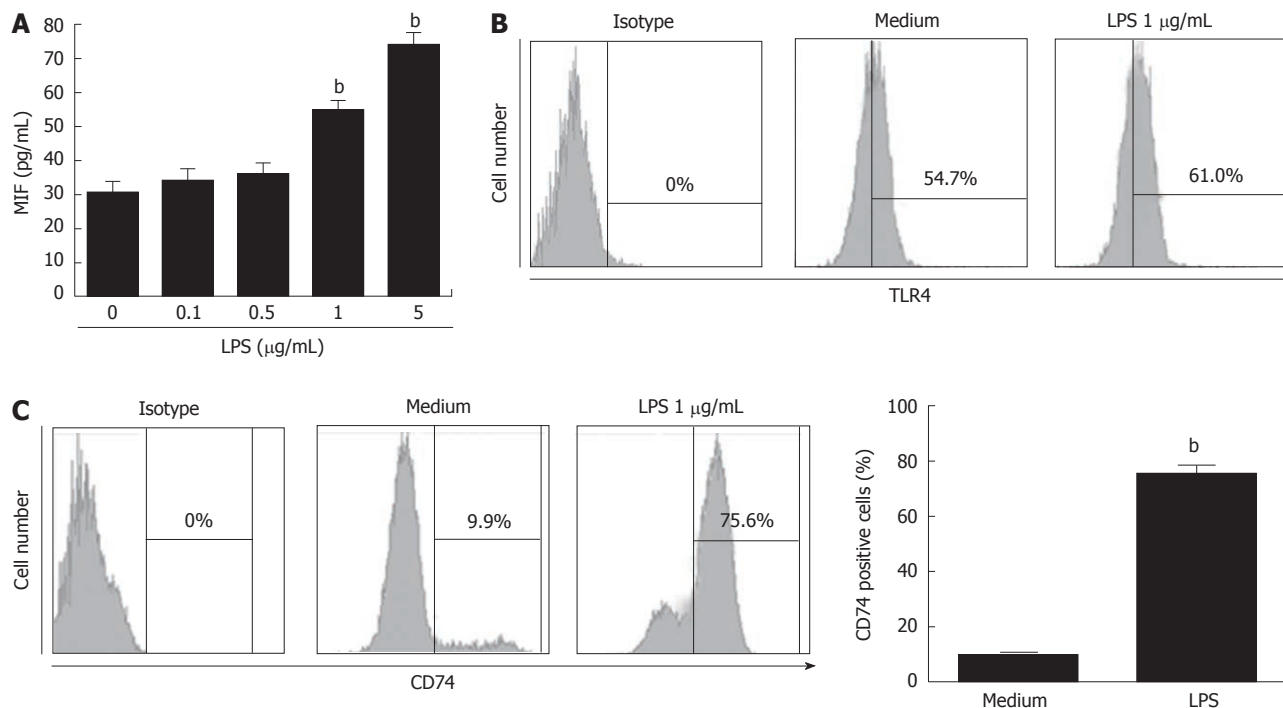 A
MIF (pg/mL)
80
70
60
50
40
30
20
10
0
b
b
0 0.1 0.5 1 5
LPS (μg/mL)
B
Isotype Medium LPS 1 μg/mL
Cell number
0% 54.7% 61.0%
TLR4
C
Isotype Medium LPS 1 μg/mL
Cell number
0% 9.9% 75.6%
CD74
CD74 positive cells (%)
100
80
60
40
20
0
b
Medium LPS